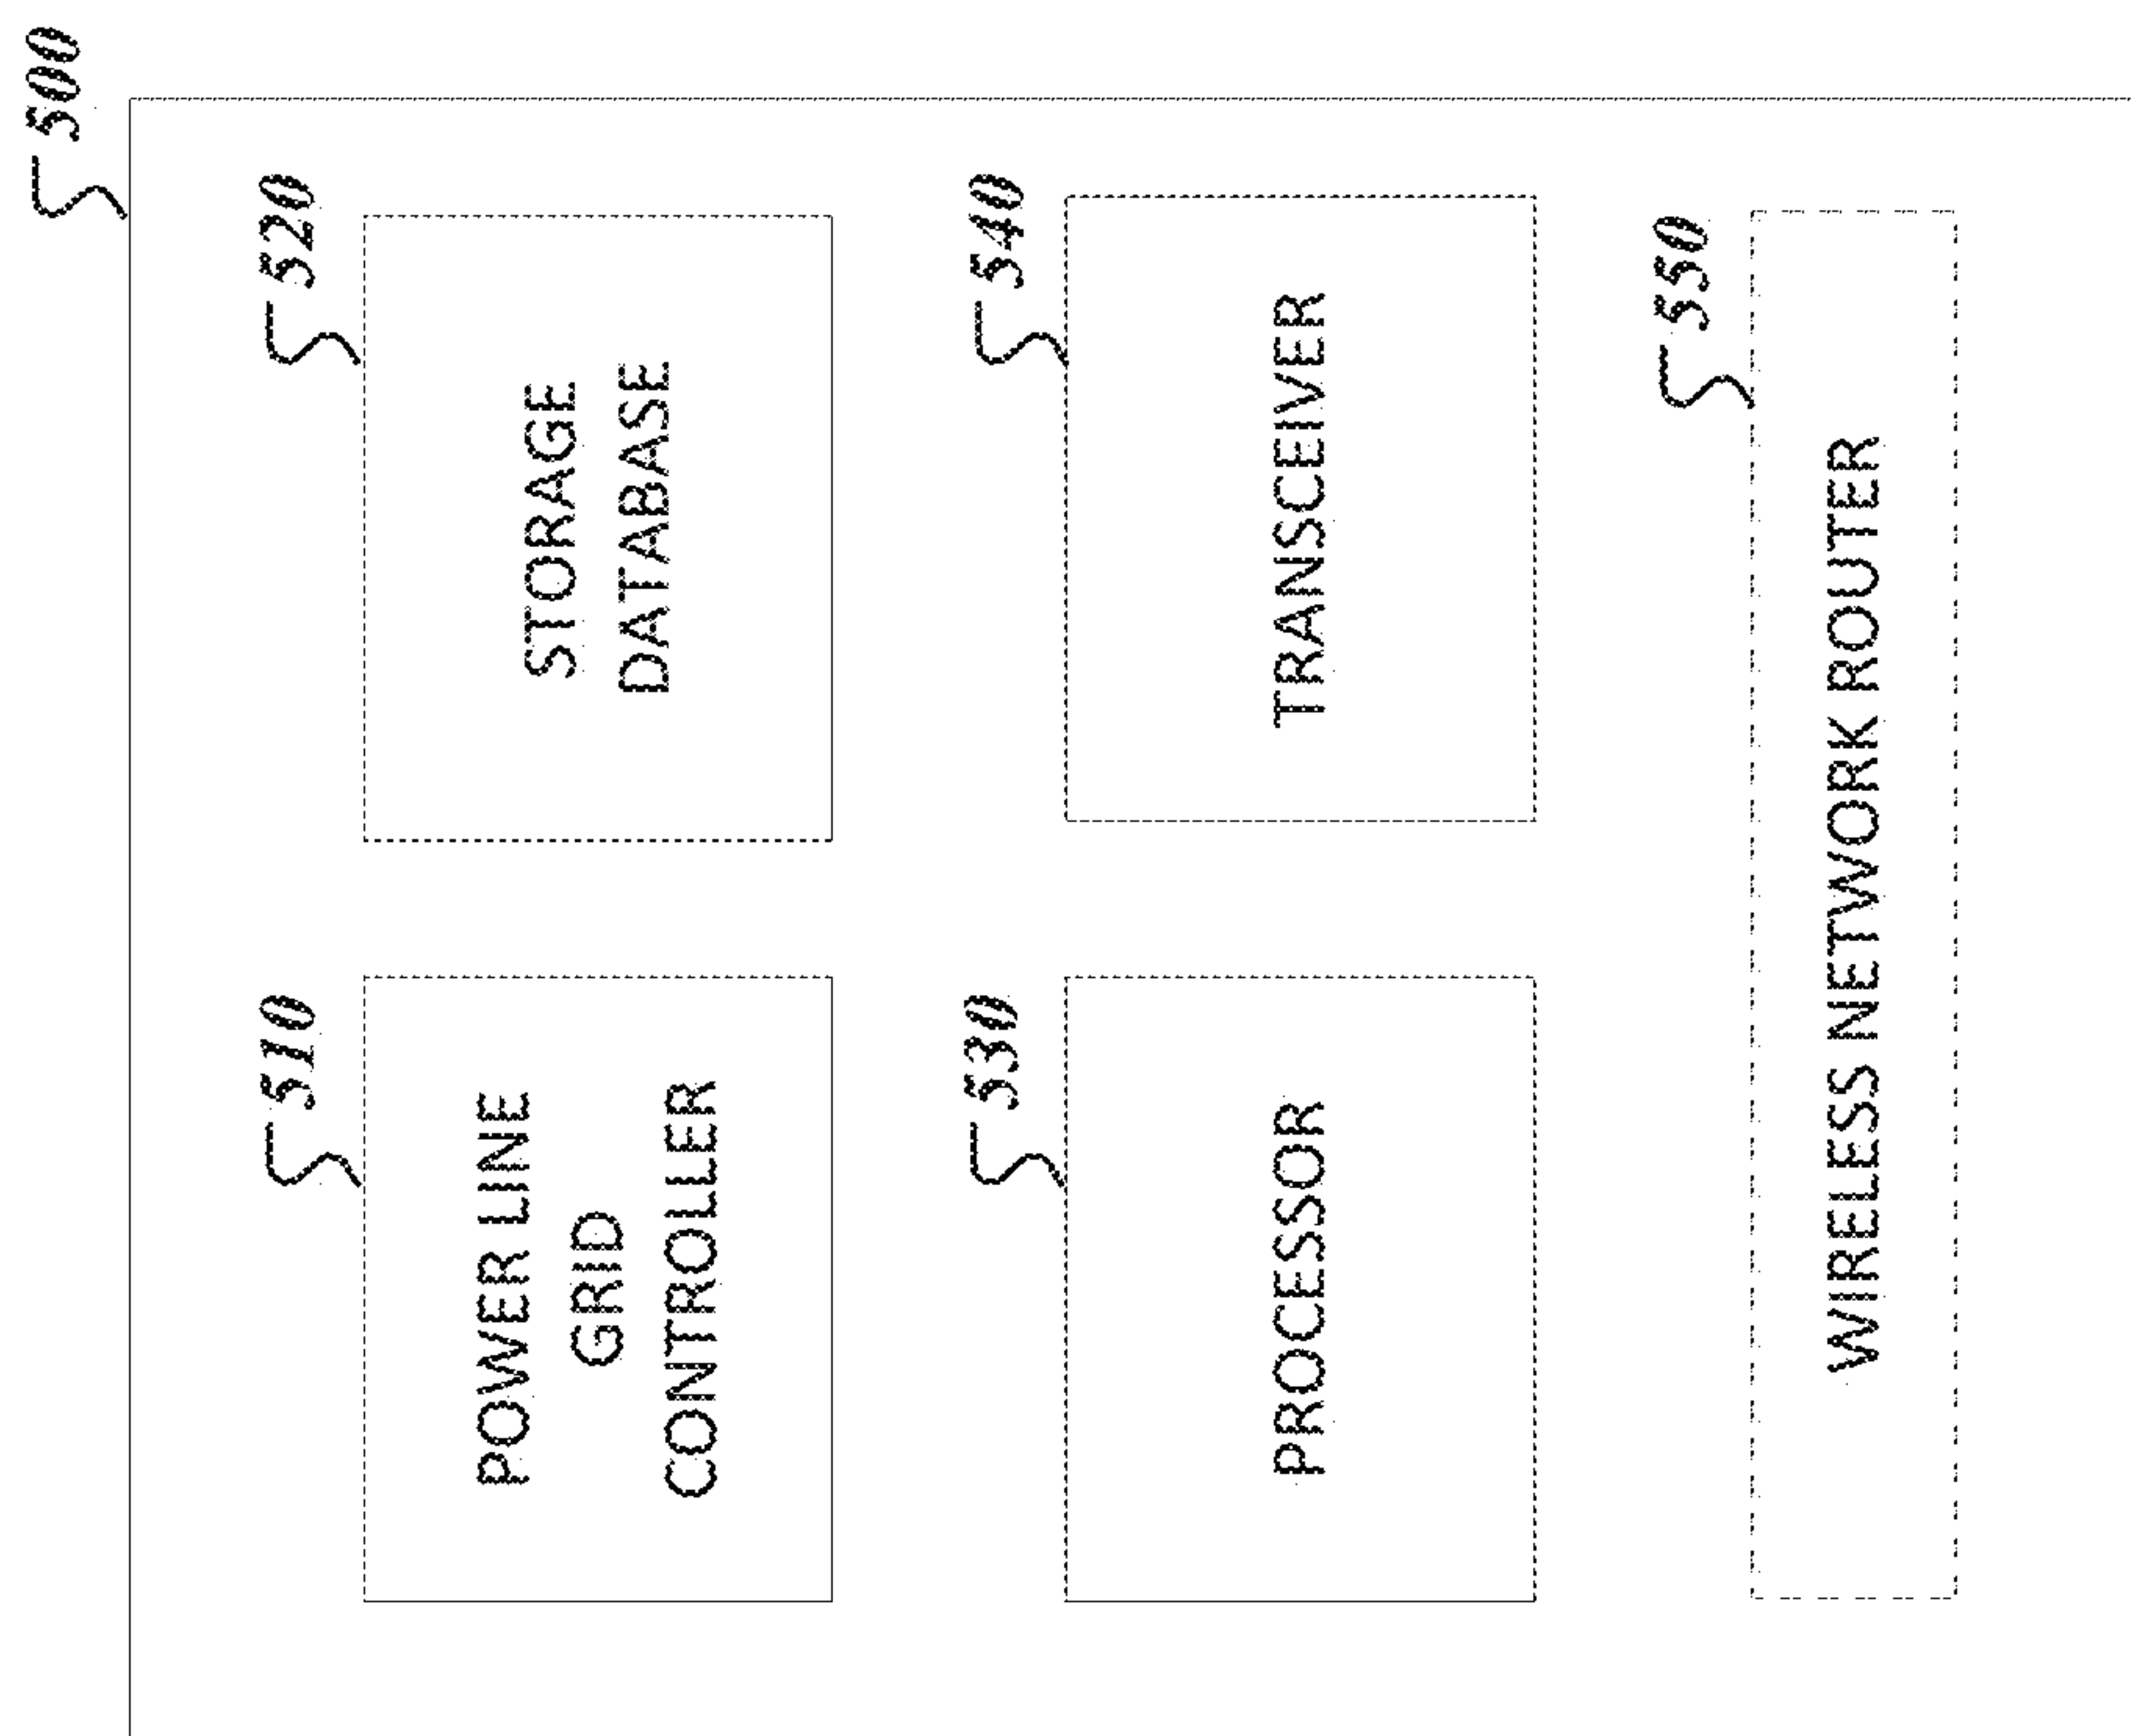 500
510
POWER LINE
GRID
CONTROLLER
520
STORAGE
DATABASE
530
PROCESSOR
540
TRANSCEIVER
550
WIRELESS NETWORK ROUTER